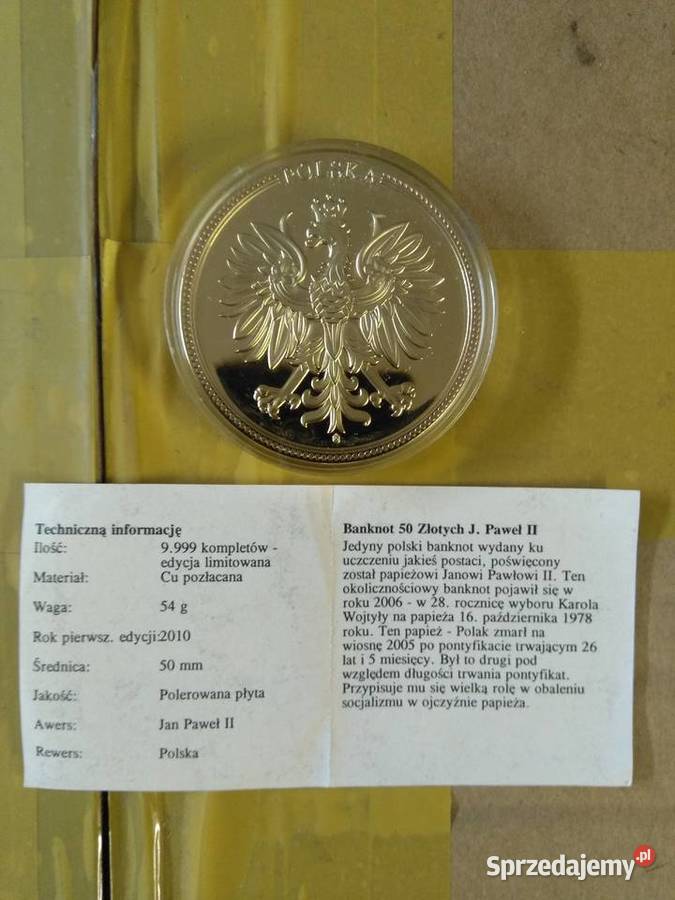 POLSKA
Techniczną informację
Ilość: 9.999 kompletów -
edycja limitowana
Materiał: Cu pozłacana
Waga: 54 g
Rok pierwsz. edycji:2010
Średnica: 50 mm
Jakość: Polerowana płyta
Awers: Jan Paweł II
Rewers: Polska
Banknot 50 Złotych J. Paweł II
Jedyny polski banknot wydany ku
uczczeniu jakieś postaci, poświęcony
został papieżowi Janowi Pawłowi II. Ten
okolicznościowy banknot pojawił się w
roku 2006 - w 28. rocznicę wyboru Karola
Wojtyły na papieża 16. października 1978
roku. Ten papież - Polak zmarł na
wiosnę 2005 po pontyfikacie trwającym 26
lat i 5 miesięcy. Był to drugi pod
względem długości trwania pontyfikat.
Przypisuje mu się wielką rolę w obaleniu
socjalizmu w ojczyźnie papieża.
Sprzedajemy.pl